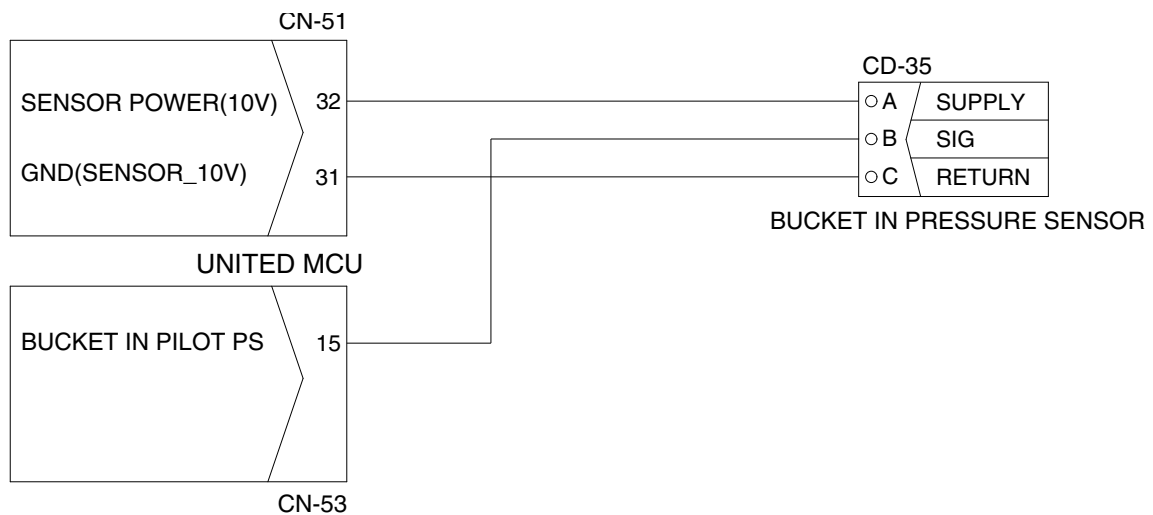 CN-51
SENSOR POWER(10V) 32
GND(SENSOR_10V) 31
UNITED MCU
BUCKET IN PILOT PS 15
CN-53
CD-35
A SUPPLY
B SIG
C RETURN
BUCKET IN PRESSURE SENSOR